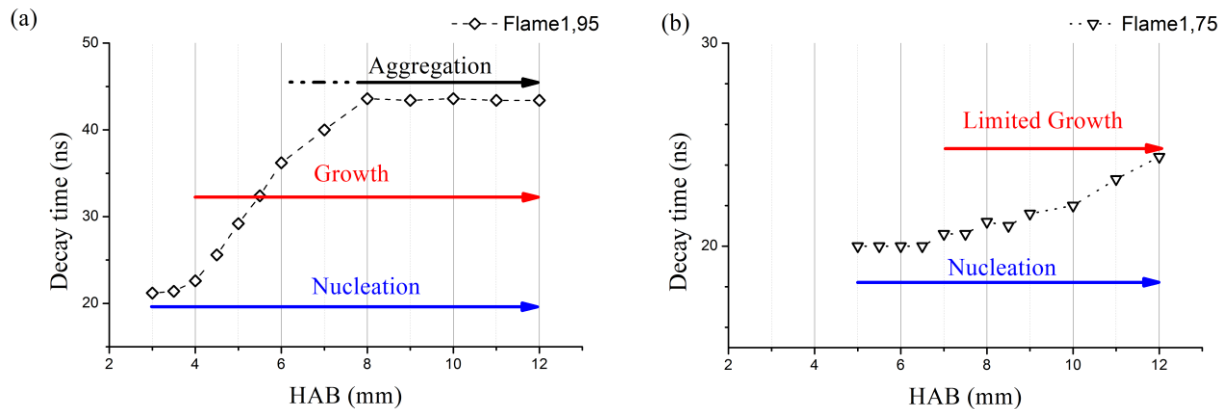 (a)
Flame1,95
50
40
30
20
Decay time (ns)
Aggregation
Growth
Nucleation
2 4 6 8 10 12
HAB (mm)
(b)
Flame1,75
30
20
Decay time (ns)
Limited Growth
Nucleation
2 4 6 8 10 12
HAB (mm)